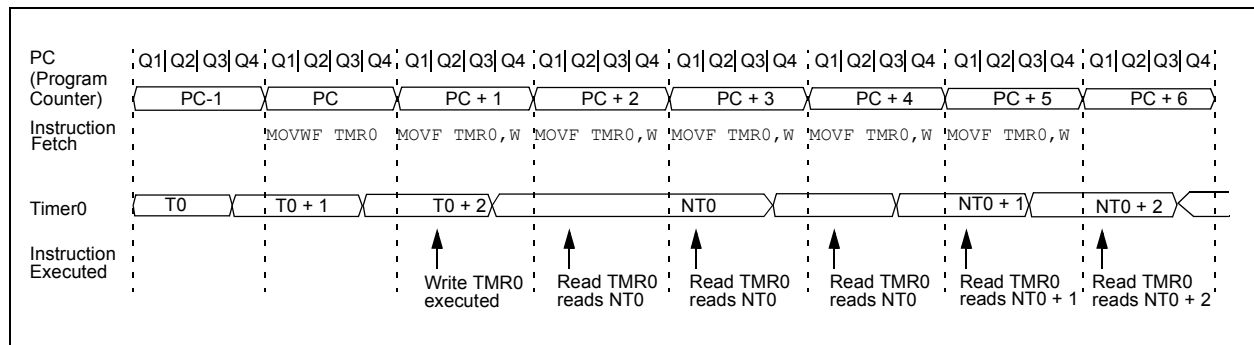 PC
(Program
Counter)
Q1 Q2 Q3 Q4 Q1 Q2 Q3 Q4 Q1 Q2 Q3 Q4 Q1 Q2 Q3 Q4 Q1 Q2 Q3 Q4 Q1 Q2 Q3 Q4 Q1 Q2 Q3 Q4 Q1 Q2 Q3 Q4
PC-1 PC PC + 1 PC + 2 PC + 3 PC + 4 PC + 5 PC + 6
Instruction
Fetch
MOVWF TMR0 MOVF TMR0,W MOVF TMR0,W MOVF TMR0,W MOVF TMR0,W MOVF TMR0,W
Timer0
T0 T0 + 1 T0 + 2 NT0 NT0 + 1 NT0 + 2
Instruction
Executed
Write TMR0
executed
Read TMR0
reads NT0
Read TMR0
reads NT0
Read TMR0
reads NT0
Read TMR0
reads NT0 + 1
Read TMR0
reads NT0 + 2